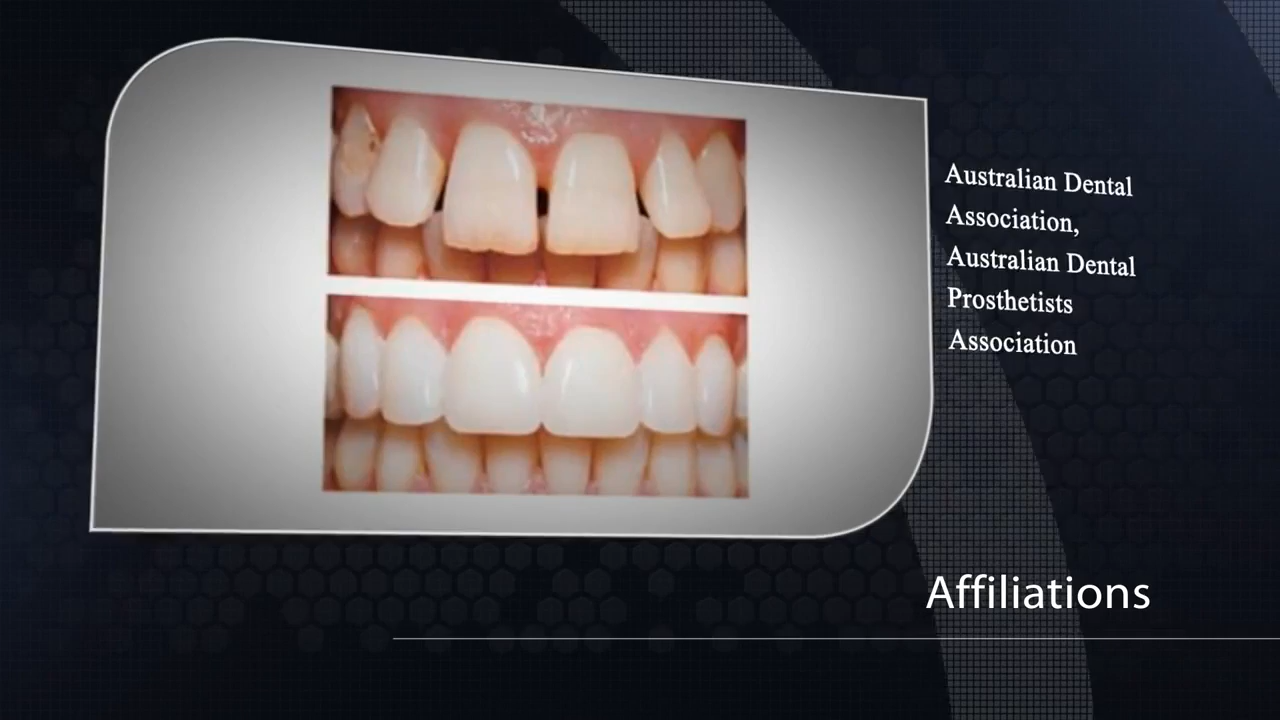 Australian Dental
Association,
Australian Dental
Prosthetists
Association
Affiliations